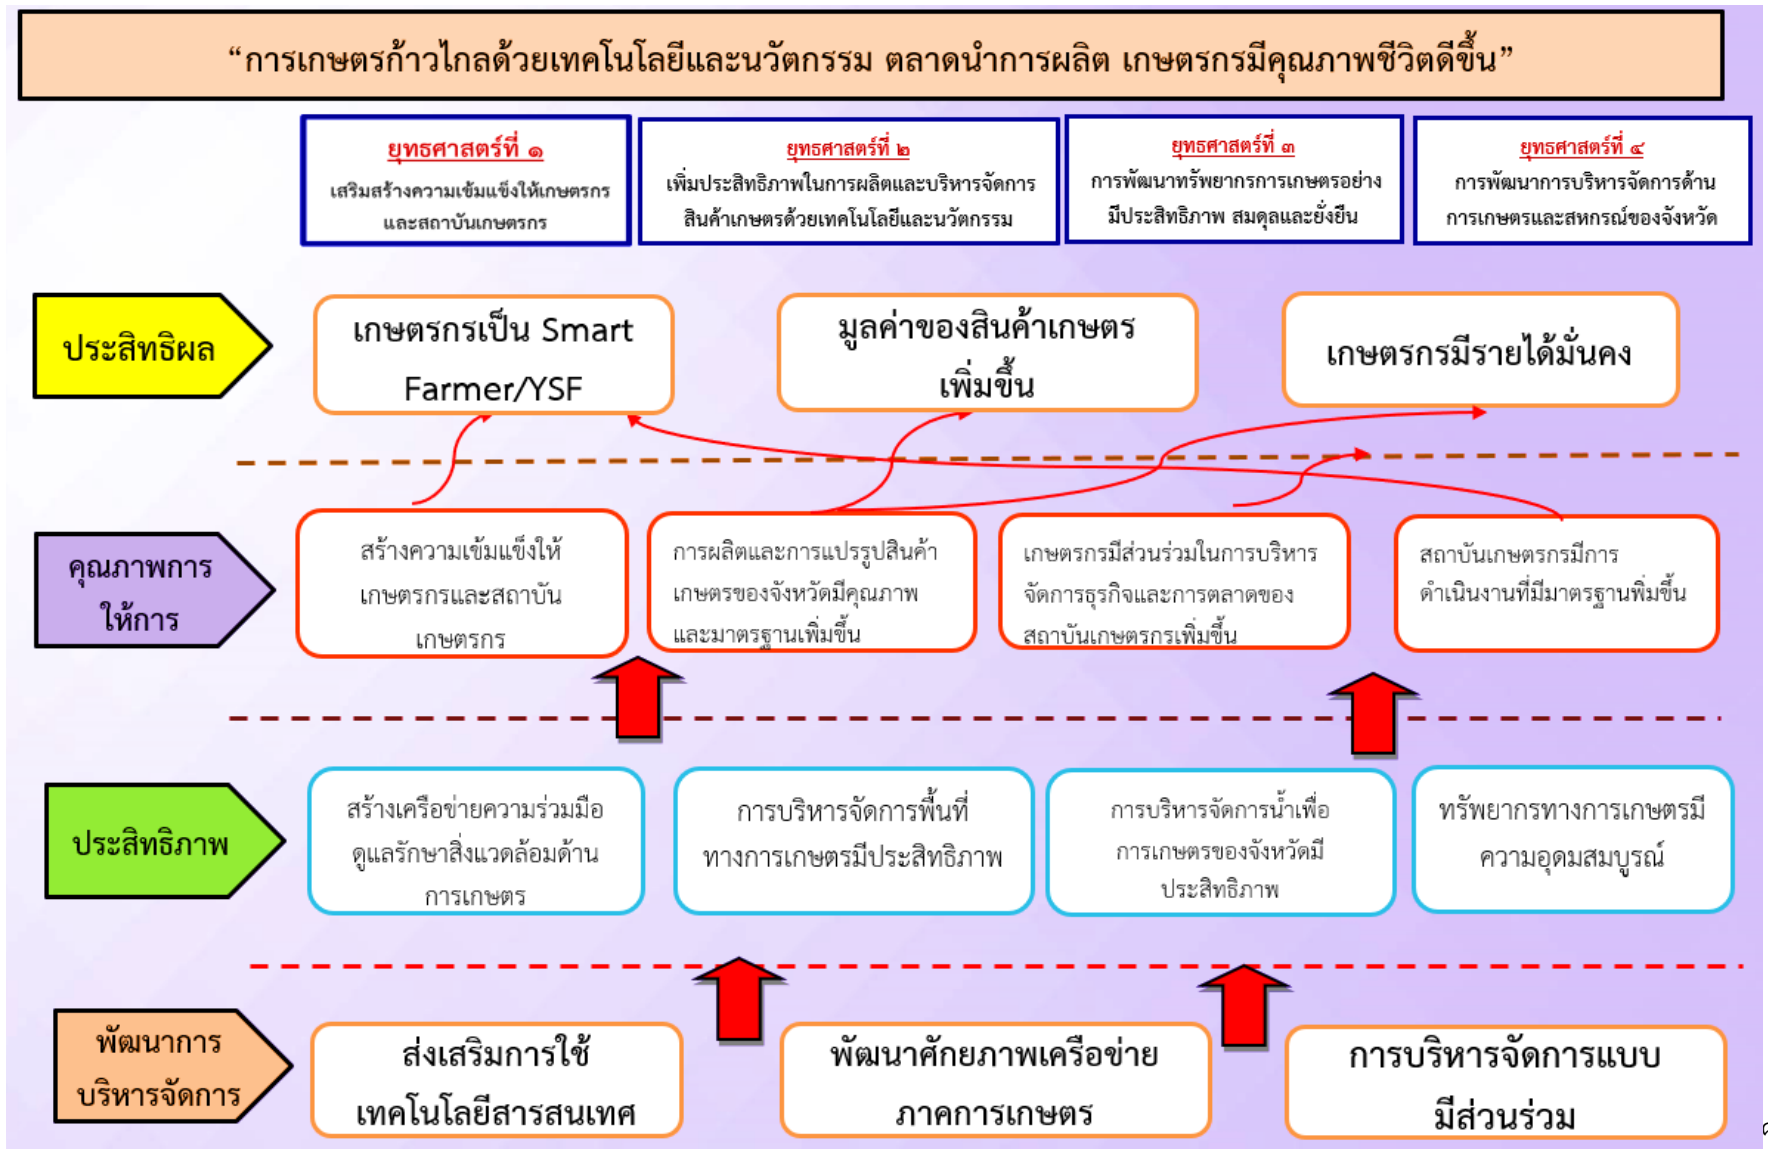 “การเกษตรก้าวไกลด้วยเทคโนโลยีและนวัตกรรม ตลาดนำการผลิต เกษตรกรมีคุณภาพชีวิตดีขึ้น”
ยุทธศาสตร์ที่ ๑
เสริมสร้างความเข้มแข็งให้เกษตรกร
และสถาบันเกษตรกร
ยุทธศาสตร์ที่ ๒
เพิ่มประสิทธิภาพในการผลิตและบริหารจัดการ
สินค้าเกษตรด้วยเทคโนโลยีและนวัตกรรม
ยุทธศาสตร์ที่ ๓
การพัฒนาทรัพยากรการเกษตรอย่าง
มีประสิทธิภาพ สมดุลและยั่งยืน
ยุทธศาสตร์ที่ ๔
การพัฒนาการบริหารจัดการด้าน
การเกษตรและสหกรณ์ของจังหวัด
ประสิทธิผล
เกษตรกรเป็น Smart
Farmer/YSF
มูลค่าของสินค้าเกษตร
เพิ่มขึ้น
เกษตรกรมีรายได้มั่นคง
คุณภาพการ
ให้การ
สร้างความเข้มแข็งให้
เกษตรกรและสถาบัน
เกษตรกร
การผลิตและการแปรรูปสินค้า
เกษตรของจังหวัดมีคุณภาพ
และมาตรฐานเพิ่มขึ้น
เกษตรกรมีส่วนร่วมในการบริหาร
จัดการธุรกิจและการตลาดของ
สถาบันเกษตรกรเพิ่มขึ้น
สถาบันเกษตรกรมีการ
ดำเนินงานที่มีมาตรฐานพิ่มขึ้น
ประสิทธิภาพ
สร้างเครือข่ายความร่วมมือ
ดูแลรักษาสิ่งแวดล้อมด้าน
การเกษตร
การบริหารจัดการพื้นที่
ทางการเกษตรมีประสิทธิภาพ
การบริหารจัดการน้ำเพื่อ
การเกษตรของจังหวัดมี
ประสิทธิภาพ
ทรัพยากรทางการเกษตรมี
ความอุดมสมบูรณ์
พัฒนาการ
บริหารจัดการ
ส่งเสริมการใช้
เทคโนโลยีสารสนเทศ
พัฒนาศักยภาพเครือข่าย
ภาคการเกษตร
การบริหารจัดการแบบ
มีส่วนร่วม